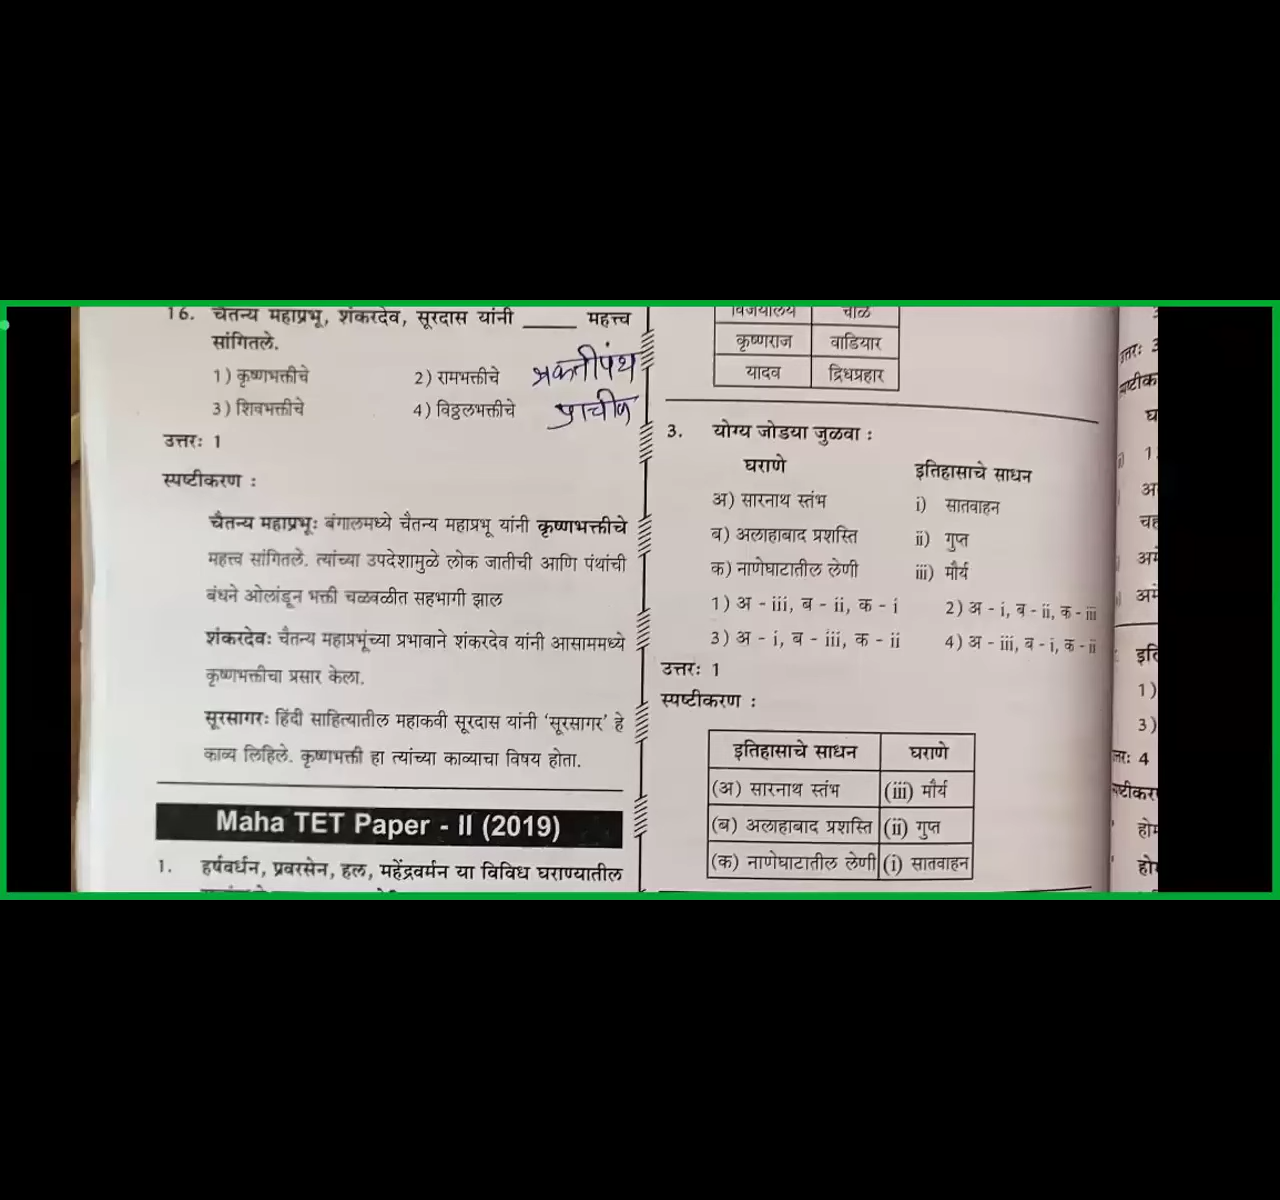 16. चैतन्य महाप्रभू, शंकरदेव, सूरदास यांनी _____ महत्त्व
सांगितले.
1) कृष्णभक्तीचे 2) रामभक्तीचे भक्तीपंथ
3) शिवभक्तीचे 4) विठ्ठलभक्तीचे प्राचीन
उत्तरः 1
स्पष्टीकरण :
चैतन्य महाप्रभूः बंगालमध्ये चैतन्य महाप्रभू यांनी कृष्णभक्तीचे
महत्त्व सांगितले. त्यांच्या उपदेशामुळे लोक जातीची आणि पंथांची
बंधने ओलांडून भक्ती चळवळीत सहभागी झाल
शंकरदेवः चैतन्य महाप्रभूंच्या प्रभावाने शंकरदेव यांनी आसाममध्ये
कृष्णभक्तीचा प्रसार केला.
सूरसागरः हिंदी साहित्यातील महाकवी सूरदास यांनी ‘सूरसागर’ हे
काव्य लिहिले. कृष्णभक्ती हा त्यांच्या काव्याचा विषय होता.
Maha TET Paper - II (2019)
1. हर्षवर्धन, प्रवरसेन, हल, महेंद्रवर्मन या विविध घराण्यातील
विजयालय चोळ
कृष्णराज वाडियार
यादव द्रिधप्रहार
3. योग्य जोडया जुळवा :
घराणे इतिहासाचे साधन
अ) सारनाथ स्तंभ i) सातवाहन
ब) अलाहाबाद प्रशस्ति ii) गुप्त
क) नाणेघाटातील लेणी iii) मौर्य
1) अ - iii, ब - ii, क - i 2) अ - i, ब - ii, क - iii
3) अ - i, ब - iii, क - ii 4) अ - iii, ब - i, क - ii
उत्तरः 1
स्पष्टीकरण :
इतिहासाचे साधन घराणे
(अ) सारनाथ स्तंभ (iii) मौर्य
(ब) अलाहाबाद प्रशस्ति (ii) गुप्त
(क) नाणेघाटातील लेणी (i) सातवाहन